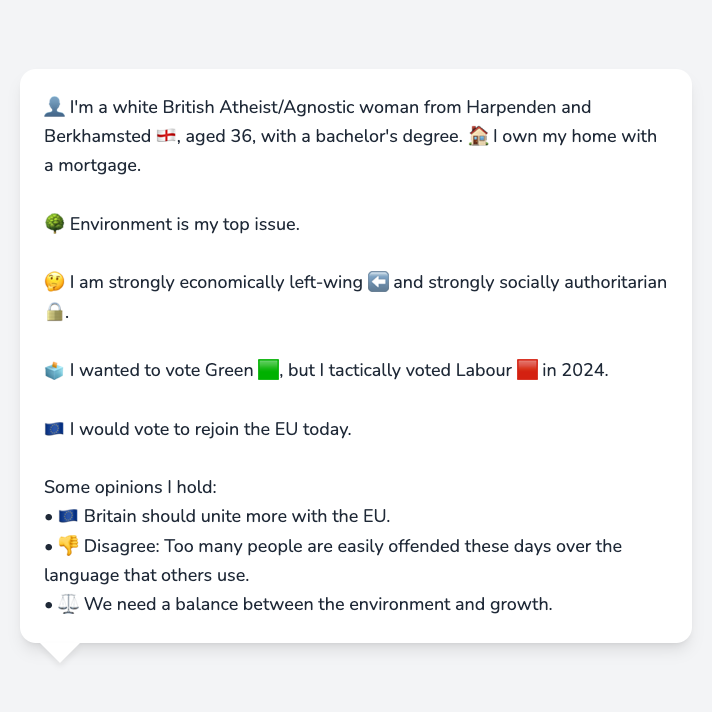 👤 I'm a white British Atheist/Agnostic woman from Harpenden and
Berkhamsted 🏴󠁧󠁢󠁥󠁮󠁧󠁿, aged 36, with a bachelor's degree. 🏠 I own my home with
a mortgage.
🌳 Environment is my top issue.
🤔 I am strongly economically left-wing ⬅️ and strongly socially authoritarian
🔒.
🗳️ I wanted to vote Green 🟩, but I tactically voted Labour 🟥 in 2024.
🇪🇺 I would vote to rejoin the EU today.
Some opinions I hold:
• 🇪🇺 Britain should unite more with the EU.
• 👎 Disagree: Too many people are easily offended these days over the
language that others use.
• ⚖️ We need a balance between the environment and growth.